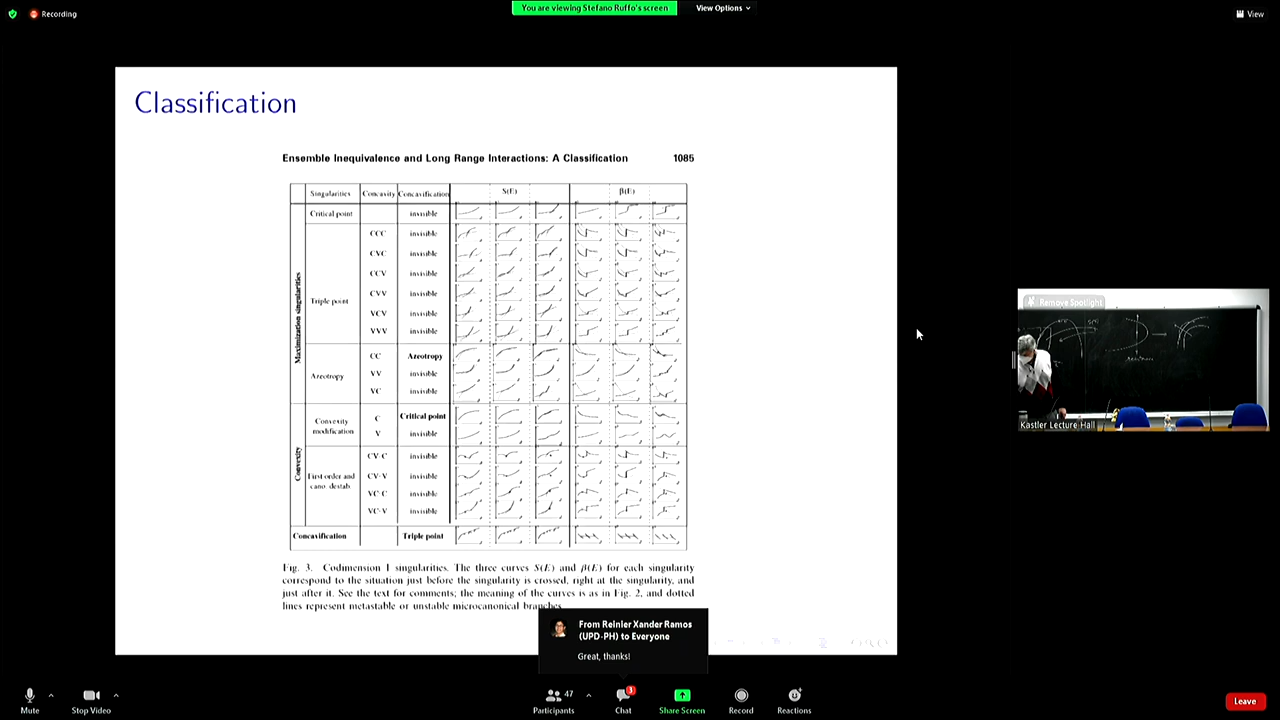 Recording
You are viewing Stefano Ruffo's screen
View Options
View
Classification
Ensemble Inequivalence and Long Range Interactions: A Classification 1085
Singularities Concavity Concavification S(E) β(E)
Maximization singularities
Critical point invisible
Triple point
CCC invisible
CVC invisible
CCV invisible
CVV invisible
VCV invisible
VVV invisible
Azeotropy
CC Azeotropy
VV invisible
VC invisible
Convexity
Convexity modification
C Critical point
V invisible
First order and cano. destab.
CV-C invisible
CV-V invisible
VC-C invisible
VC-V invisible
Concavification Triple point
Fig. 3. Codimension 1 singularities. The three curves S(E) and β(E) for each singularity
correspond to the situation just before the singularity is crossed, right at the singularity, and
just after it. See the text for comments; the meaning of the curves is as in Fig. 2, and dotted
lines represent metastable or unstable microcanonical branches
Remove Spotlight
Kastler Lecture Hall
From Reinier Xander Ramos
(UPD-PH) to Everyone
Great, thanks!
Mute
Stop Video
47
Participants
3
Chat
Share Screen
Record
Reactions
Leave